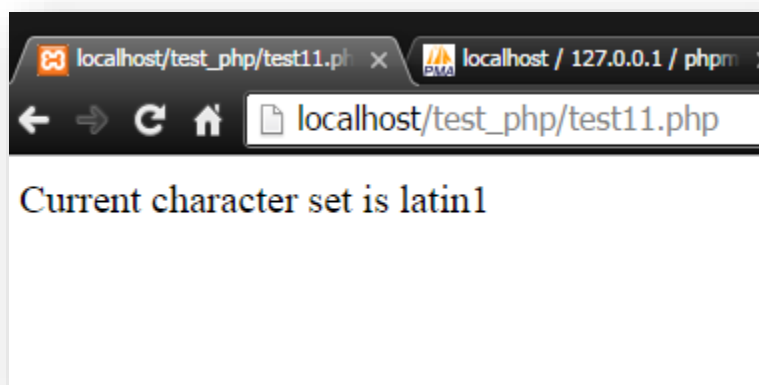 localhost/test_php/test11.ph
localhost / 127.0.0.1 / phpm
PMA
localhost/test_php/test11.php
Current character set is latin1